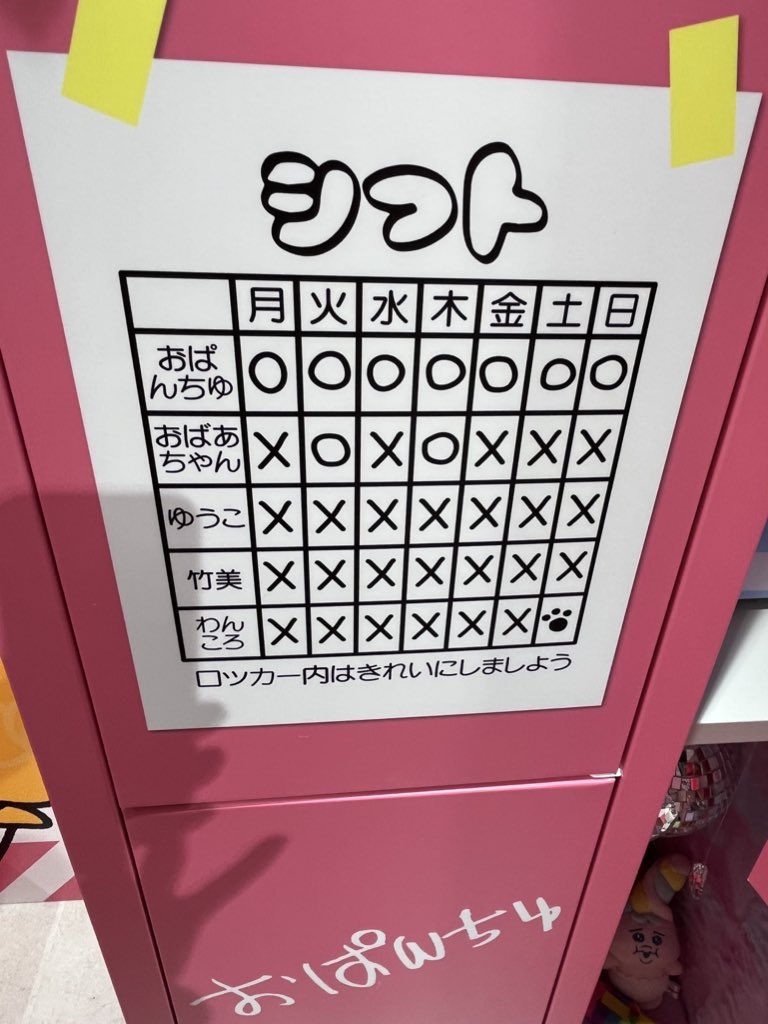 シフト
月 火 水 木 金 土 日
おぱ
んちゅ ○ ○ ○ ○ ○ ○ ○
おばあ
ちゃん × ○ × ○ × × ×
ゆうこ × × × × × × ×
竹美 × × × × × × ×
わん
ころ × × × × × ×
ロッカー内はきれいにしましょう
おぱんちゅ